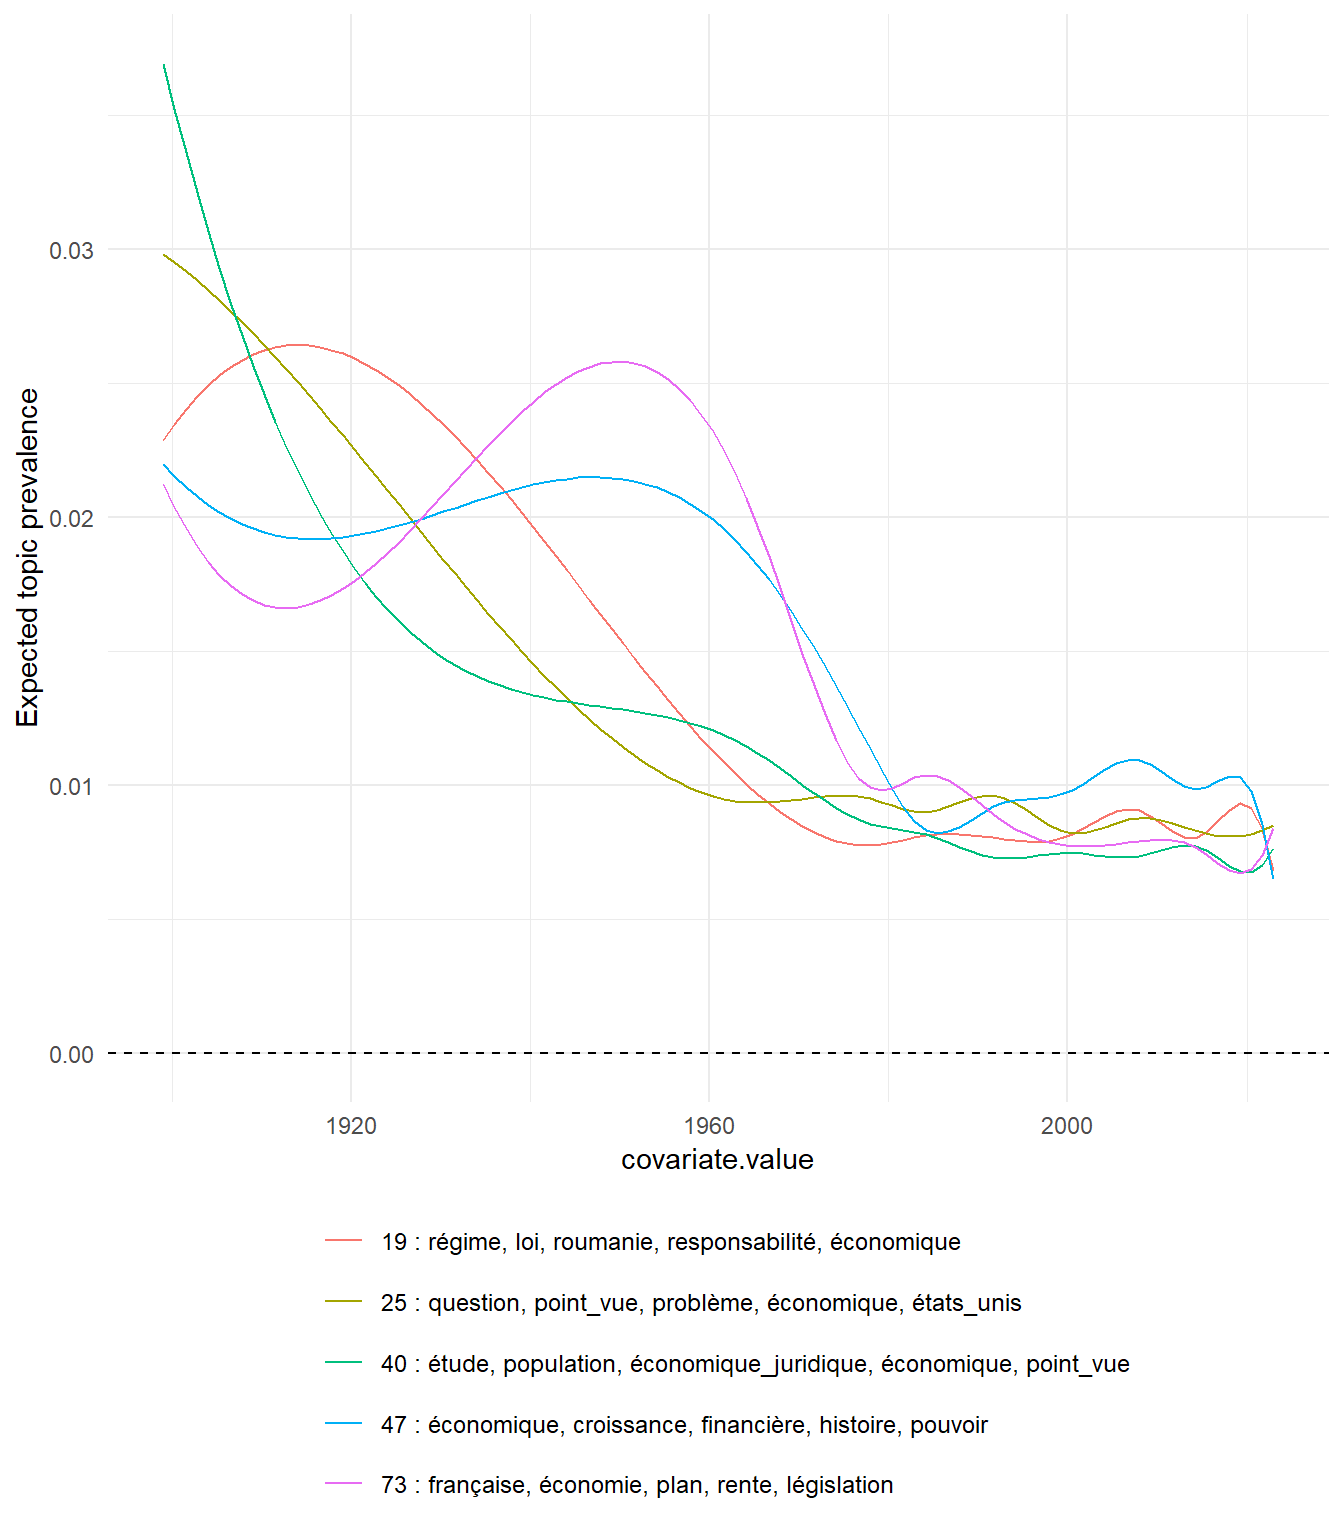 0.03
0.02
0.01
0.00
Expected topic prevalence
1920 1960 2000
covariate.value
19 : régime, loi, roumanie, responsabilité, économique
25 : question, point_vue, problème, économique, états_unis
40 : étude, population, économique_juridique, économique, point_vue
47 : économique, croissance, financière, histoire, pouvoir
73 : française, économie, plan, rente, législation